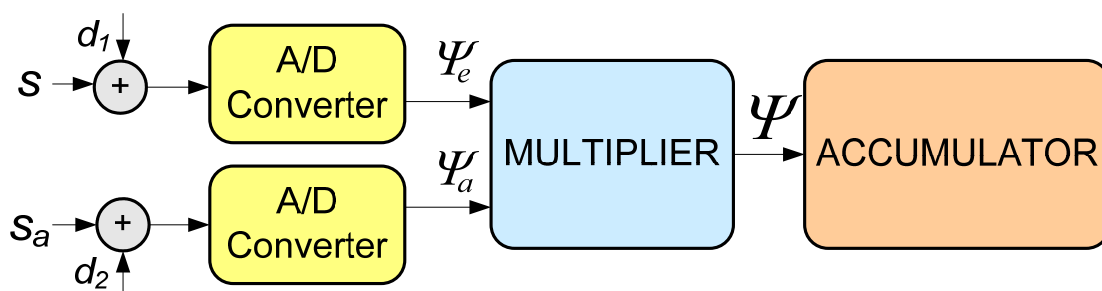 d₁
s
+
A/D
Converter
Ψₑ
MULTIPLIER
Ψ
ACCUMULATOR
sₐ
+
d₂
A/D
Converter
Ψₐ